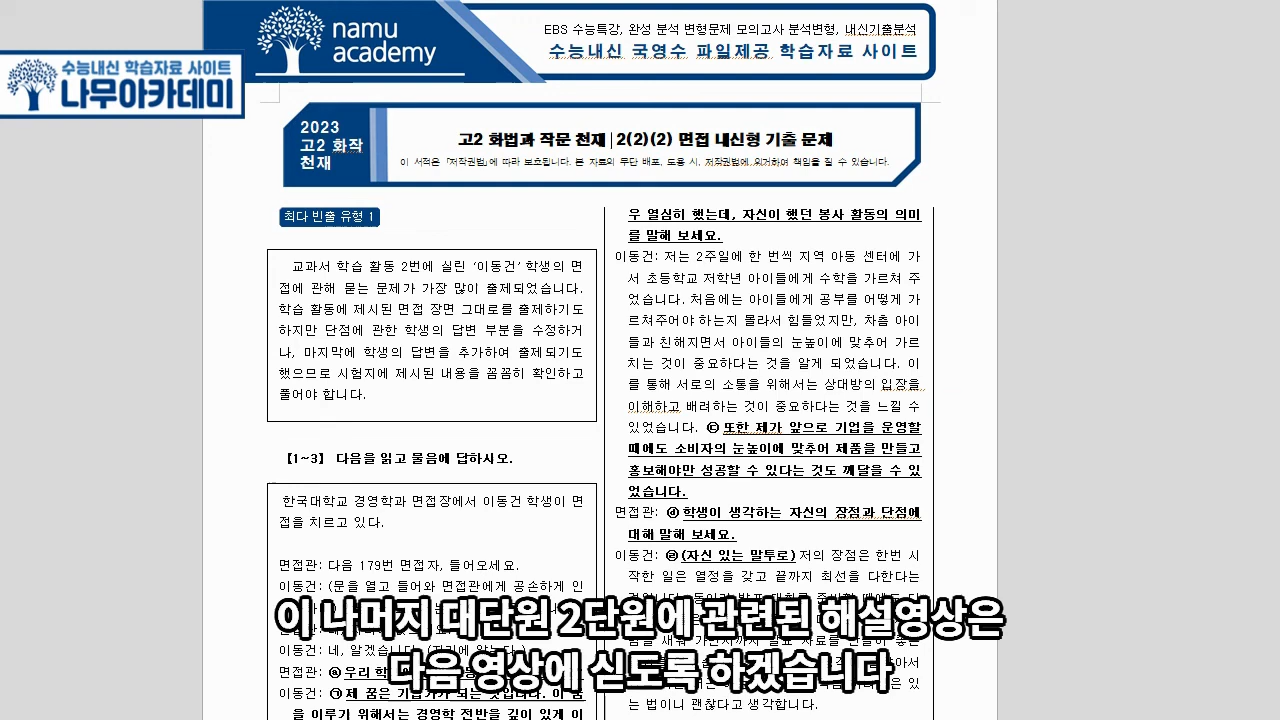 namu
academy
EBS 수능특강, 완성 분석 변형문제 모의고사 분석변형, 내신기출분석
수능내신 국영수 파일제공 학습자료 사이트
수능내신 학습자료 사이트
나무아카데미
2023
고2 화작
천재
고2 화법과 작문 천재 | 2(2)(2) 면접 내신형 기출 문제
이 서적은 「저작권법」에 따라 보호됩니다. 본 자료의 무단 배포, 도용 시, 저작권법에 의거하여 책임을 질 수 있습니다.
최다 빈출 유형 1
교과서 학습 활동 2번에 실린 ‘이동건’ 학생의 면
접에 관해 묻는 문제가 가장 많이 출제되었습니다.
학습 활동에 제시된 면접 장면 그대로를 출제하기도
하지만 단점에 관한 학생의 답변 부분을 수정하거
나, 마지막에 학생의 답변을 추가하여 출제되기도
했으므로 시험지에 제시된 내용을 꼼꼼히 확인하고
풀어야 합니다.
【1~3】 다음을 읽고 물음에 답하시오.
한국대학교 경영학과 면접장에서 이동건 학생이 면
접을 치르고 있다.
면접관: 다음 179번 면접자, 들어오세요.
이동건: (문을 열고 들어와 면접관에게 공손하게 인
이동건: 네, 알겠습니다.
면접관: ⓐ우리 학
이동건: ㉠제 꿈은 기업가가 되는 것입니다. 이 꿈
을 이루기 위해서는 경영학 전반을 깊이 있게 이
우 열심히 했는데, 자신이 했던 봉사 활동의 의미
를 말해 보세요.
이동건: 저는 2주일에 한 번씩 지역 아동 센터에 가
서 초등학교 저학년 아이들에게 수학을 가르쳐 주
었습니다. 처음에는 아이들에게 공부를 어떻게 가
르쳐주어야 하는지 몰라서 힘들었지만, 차츰 아이
들과 친해지면서 아이들의 눈높이에 맞추어 가르
치는 것이 중요하다는 것을 알게 되었습니다. 이
를 통해 서로의 소통을 위해서는 상대방의 입장을
이해하고 배려하는 것이 중요하다는 것을 느낄 수
있었습니다. ㉢또한 제가 앞으로 기업을 운영할
때에도 소비자의 눈높이에 맞추어 제품을 만들고
홍보해야만 성공할 수 있다는 것도 깨달을 수 있
었습니다.
면접관: ⓓ학생이 생각하는 자신의 장점과 단점에
대해 말해 보세요.
이동건: ㉣(자신 있는 말투로) 저의 장점은 한번 시
작한 일은 열정을 갖고 끝까지 최선을 다한다는
는 법이니 괜찮다고 생각합니다.
이 나머지 대단원 2단원에 관련된 해설영상은
다음 영상에 싣도록 하겠습니다